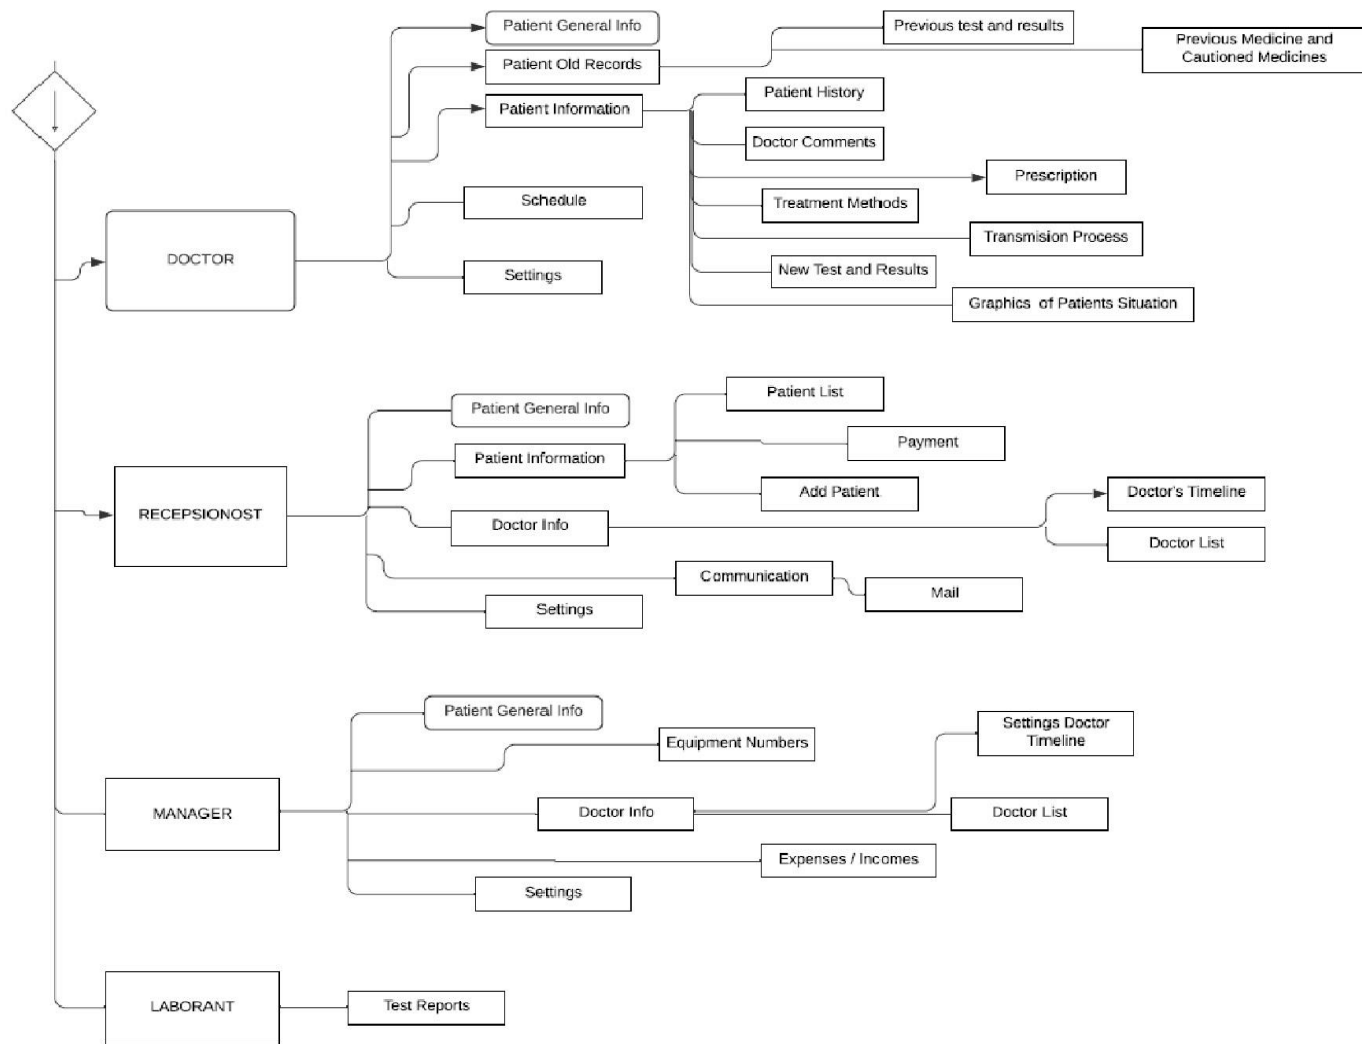 Patient General Info
Previous test and results
Previous Medicine and
Cautioned Medicines
Patient Old Records
Patient History
Patient Information
Doctor Comments
Prescription
Treatment Methods
Schedule
Transmision Process
DOCTOR
New Test and Results
Settings
Graphics of Patients Situation
Patient List
Patient General Info
Payment
Patient Information
Add Patient
Doctor's Timeline
RECEPSIONOST
Doctor Info
Doctor List
Communication
Mail
Settings
Patient General Info
Settings Doctor
Timeline
Equipment Numbers
MANAGER
Doctor Info
Doctor List
Expenses / Incomes
Settings
LABORANT
Test Reports